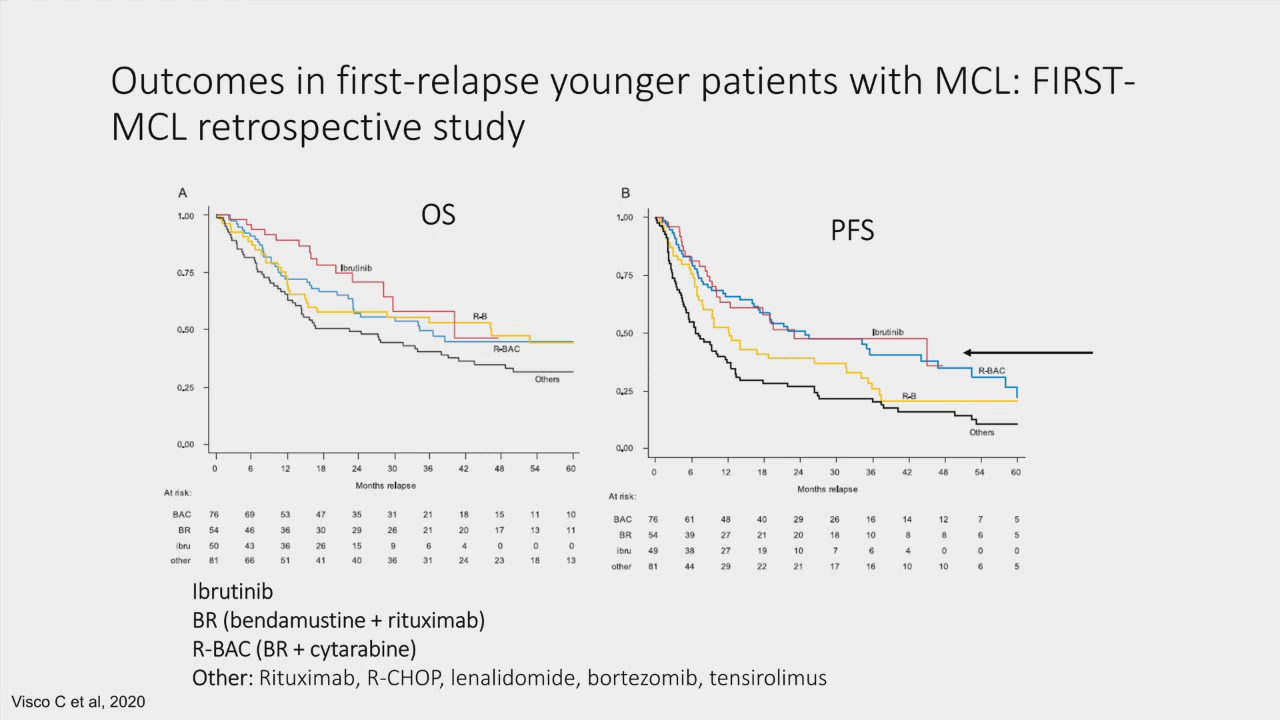 Outcomes in first-relapse younger patients with MCL: FIRST-
MCL retrospective study
A
OS
1.00
0.75
0.50
0.25
0.00
Ibrutinib
R-B
R-BAC
Others
0 6 12 18 24 30 36 42 48 54 60
Months relapse
At risk:
BAC 76 69 53 47 35 31 21 18 15 11 10
BR 54 46 36 30 29 26 21 20 17 13 11
ibru 50 43 36 26 15 9 6 4 0 0 0
other 81 66 51 41 40 36 31 24 23 18 13
B
PFS
1.00
0.75
0.50
0.25
0.00
Ibrutinib
R-BAC
R-B
Others
0 6 12 18 24 30 36 42 48 54 60
Months relapse
At risk:
BAC 76 61 48 40 29 26 16 14 12 7 5
BR 54 39 27 21 20 18 10 8 8 6 5
ibru 49 38 27 19 10 7 6 4 0 0 0
other 81 44 29 22 21 17 16 10 10 6 5
Ibrutinib
BR (bendamustine + rituximab)
R-BAC (BR + cytarabine)
Other: Rituximab, R-CHOP, lenalidomide, bortezomib, tensirolimus
Visco C et al, 2020